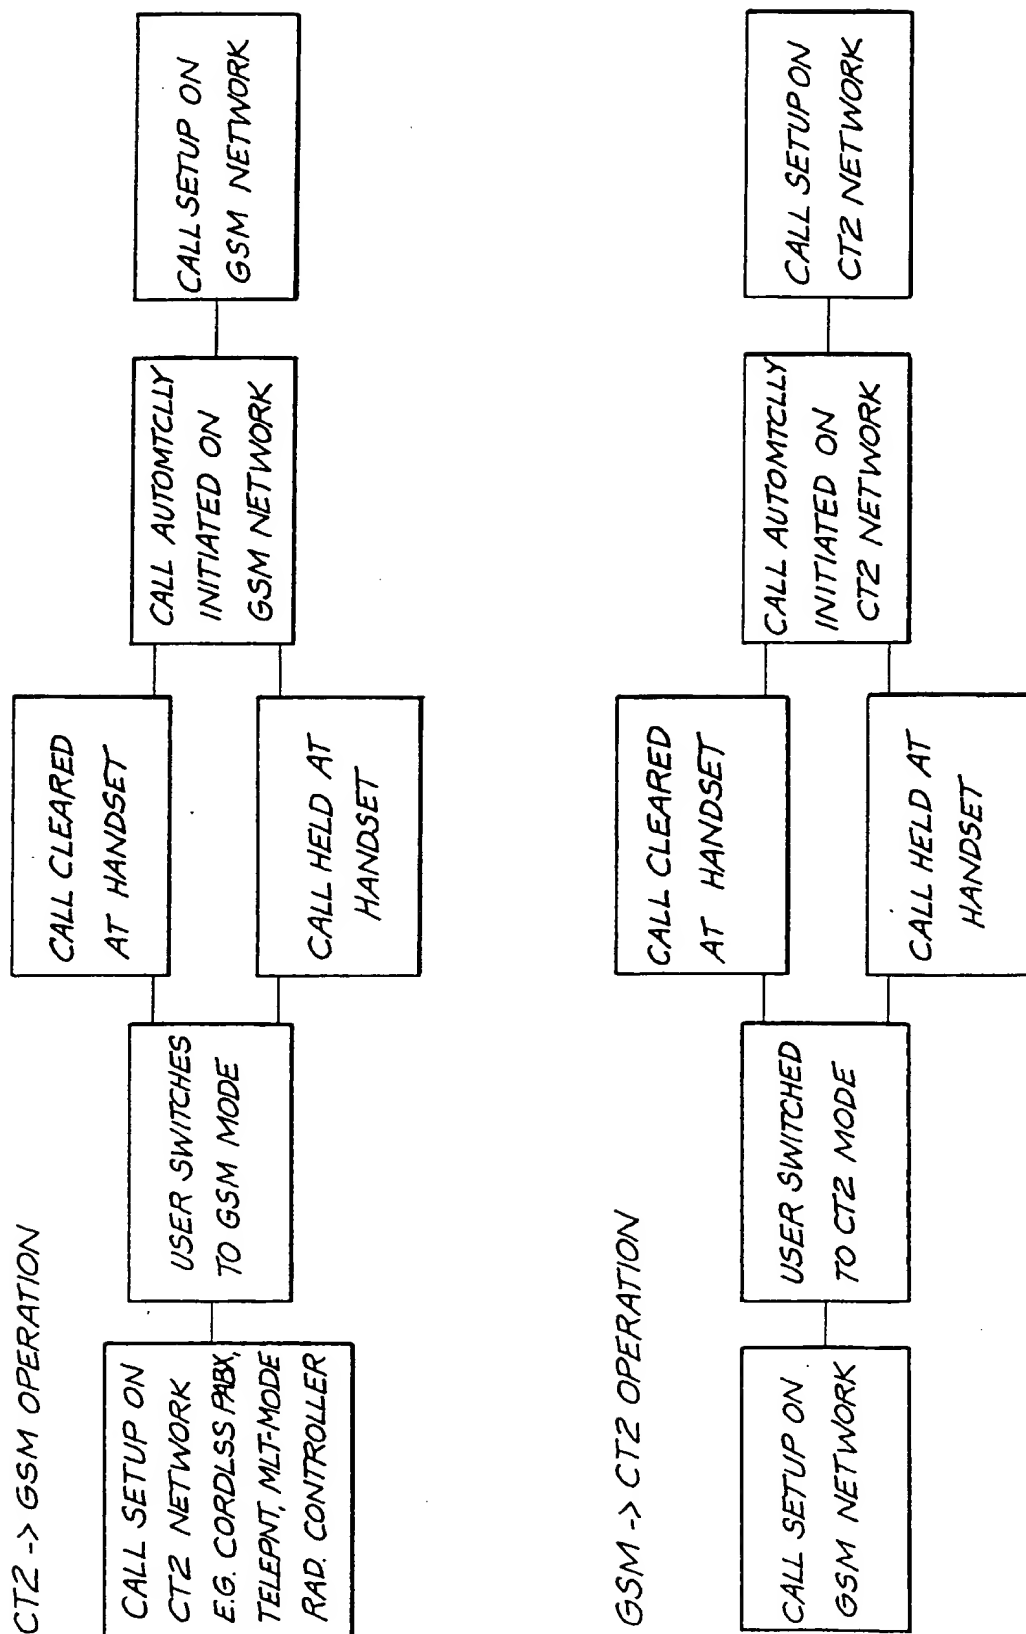 CT2 -> GSM OPERATION
CALL SETUP ON
CT2 NETWORK
E.G. CORDLSS PABX,
TELEPNT, MLT-MODE
RAD. CONTROLLER
USER SWITCHES
TO GSM MODE
CALL CLEARED
AT HANDSET
CALL HELD AT
HANDSET
CALL AUTOMTCLLY
INITIATED ON
GSM NETWORK
CALL SETUP ON
GSM NETWORK
GSM -> CT2 OPERATION
CALL SETUP ON
GSM NETWORK
USER SWITCHED
TO CT2 MODE
CALL CLEARED
AT HANDSET
CALL HELD AT
HANDSET
CALL AUTOMTCLLY
INITIATED ON
CT2 NETWORK
CALL SETUP ON
CT2 NETWORK